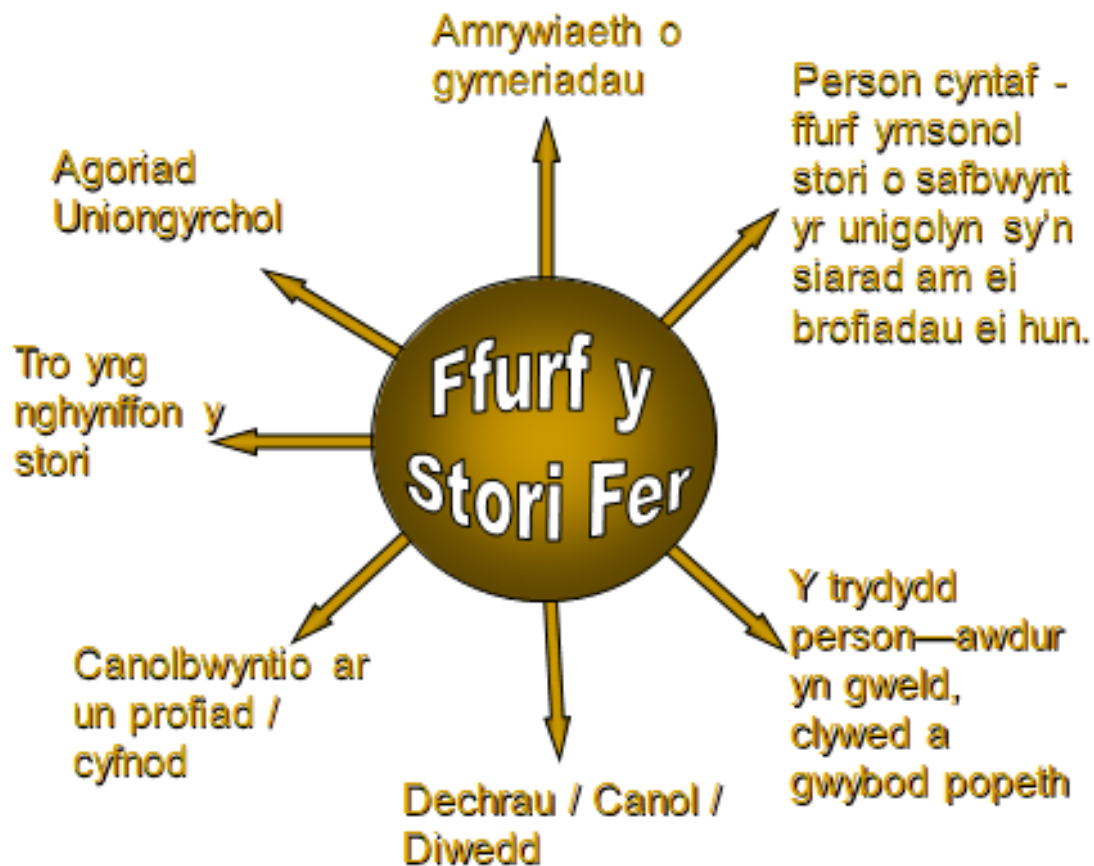 Ffurf y
Stori Fer
Amrywiaeth o
gymeriadau
Person cyntaf -
ffurf ymsonol
stori o safbwynt
yr unigolyn sy'n
siarad am ei
brofiadau ei hun.
Y trydydd
person—awdur
yn gweld,
clywed a
gwybod popeth
Dechrau / Canol /
Diwedd
Canolbwyntio ar
un profiad /
cyfnod
Tro yng
nghynffon y
stori
Agoriad
Uniongyrchol